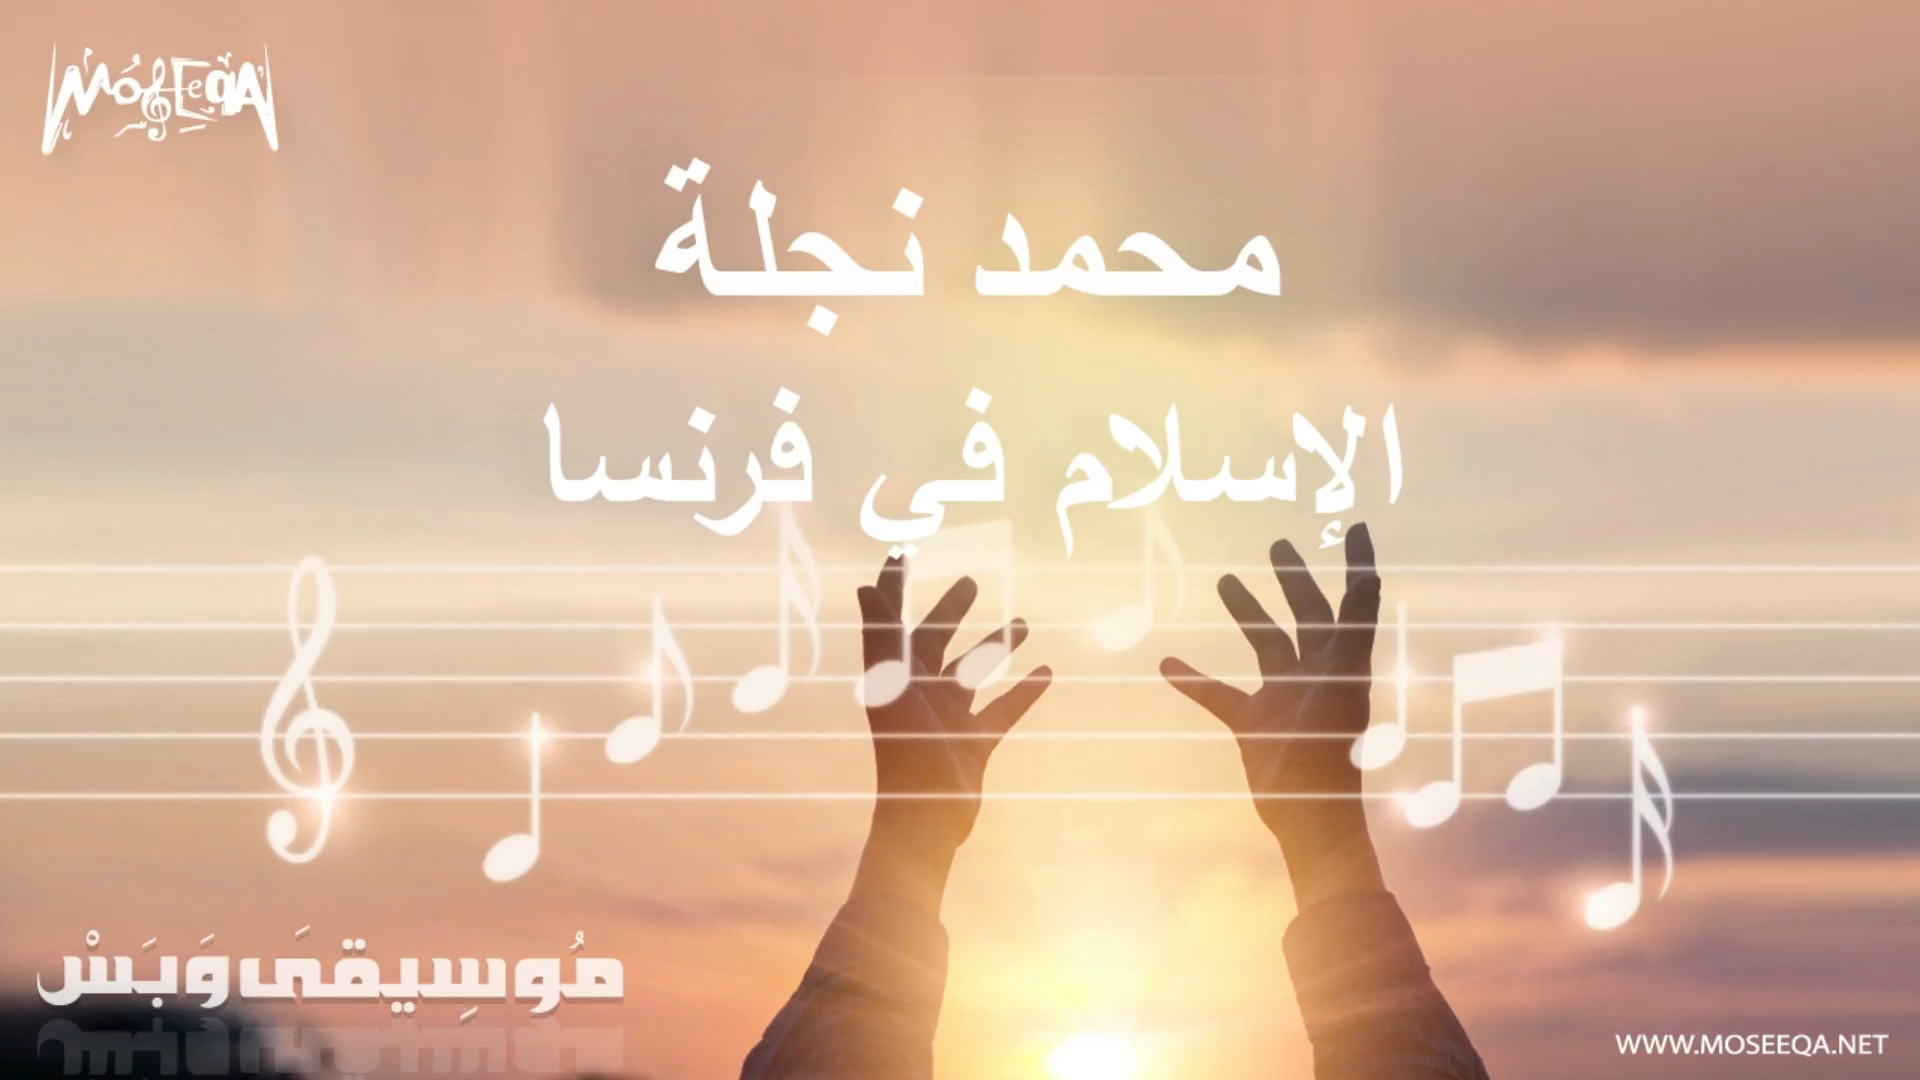 MOSEeQA
محمد نجلة
الإسلام في فرنسا
مُوسِيقَى وَبَسْ
WWW.MOSEEQA.NET